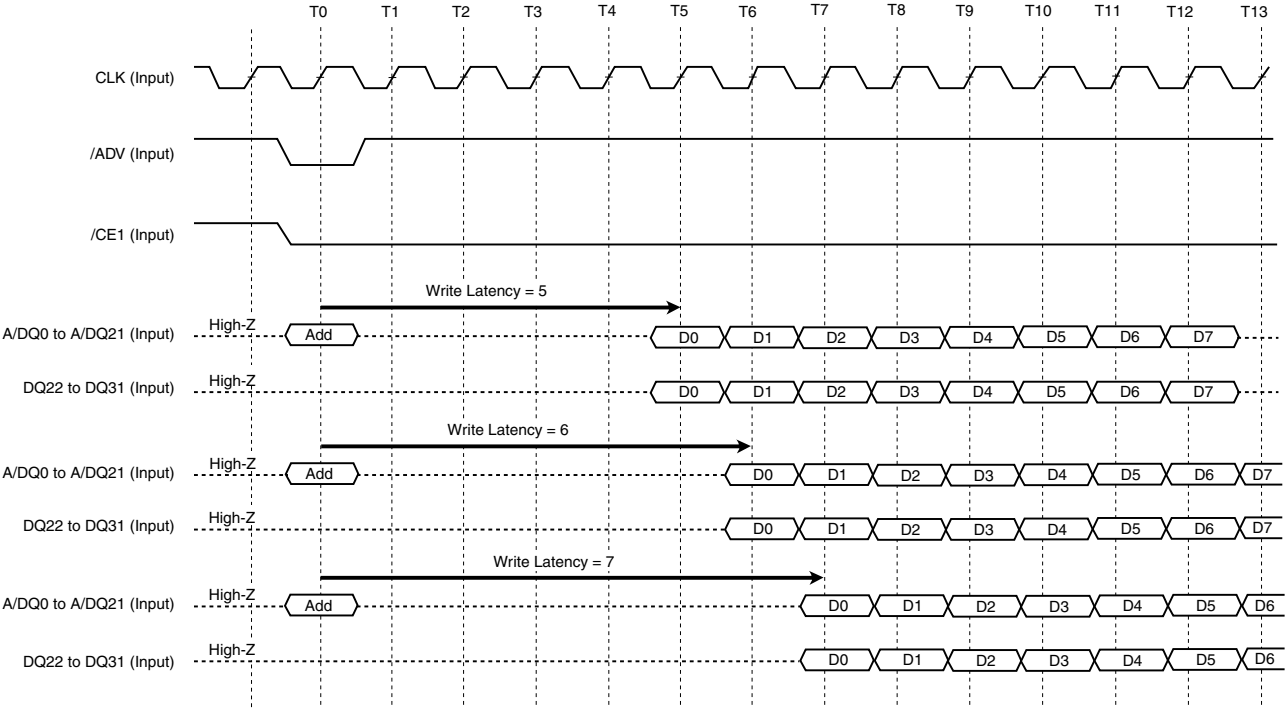 T0 T1 T2 T3 T4 T5 T6 T7 T8 T9 T10 T11 T12 T13
CLK (Input)
/ADV (Input)
/CE1 (Input)
Write Latency = 5
A/DQ0 to A/DQ21 (Input) High-Z Add D0 D1 D2 D3 D4 D5 D6 D7
DQ22 to DQ31 (Input) High-Z D0 D1 D2 D3 D4 D5 D6 D7
Write Latency = 6
A/DQ0 to A/DQ21 (Input) High-Z Add D0 D1 D2 D3 D4 D5 D6 D7
DQ22 to DQ31 (Input) High-Z D0 D1 D2 D3 D4 D5 D6 D7
Write Latency = 7
A/DQ0 to A/DQ21 (Input) High-Z Add D0 D1 D2 D3 D4 D5 D6
DQ22 to DQ31 (Input) High-Z D0 D1 D2 D3 D4 D5 D6